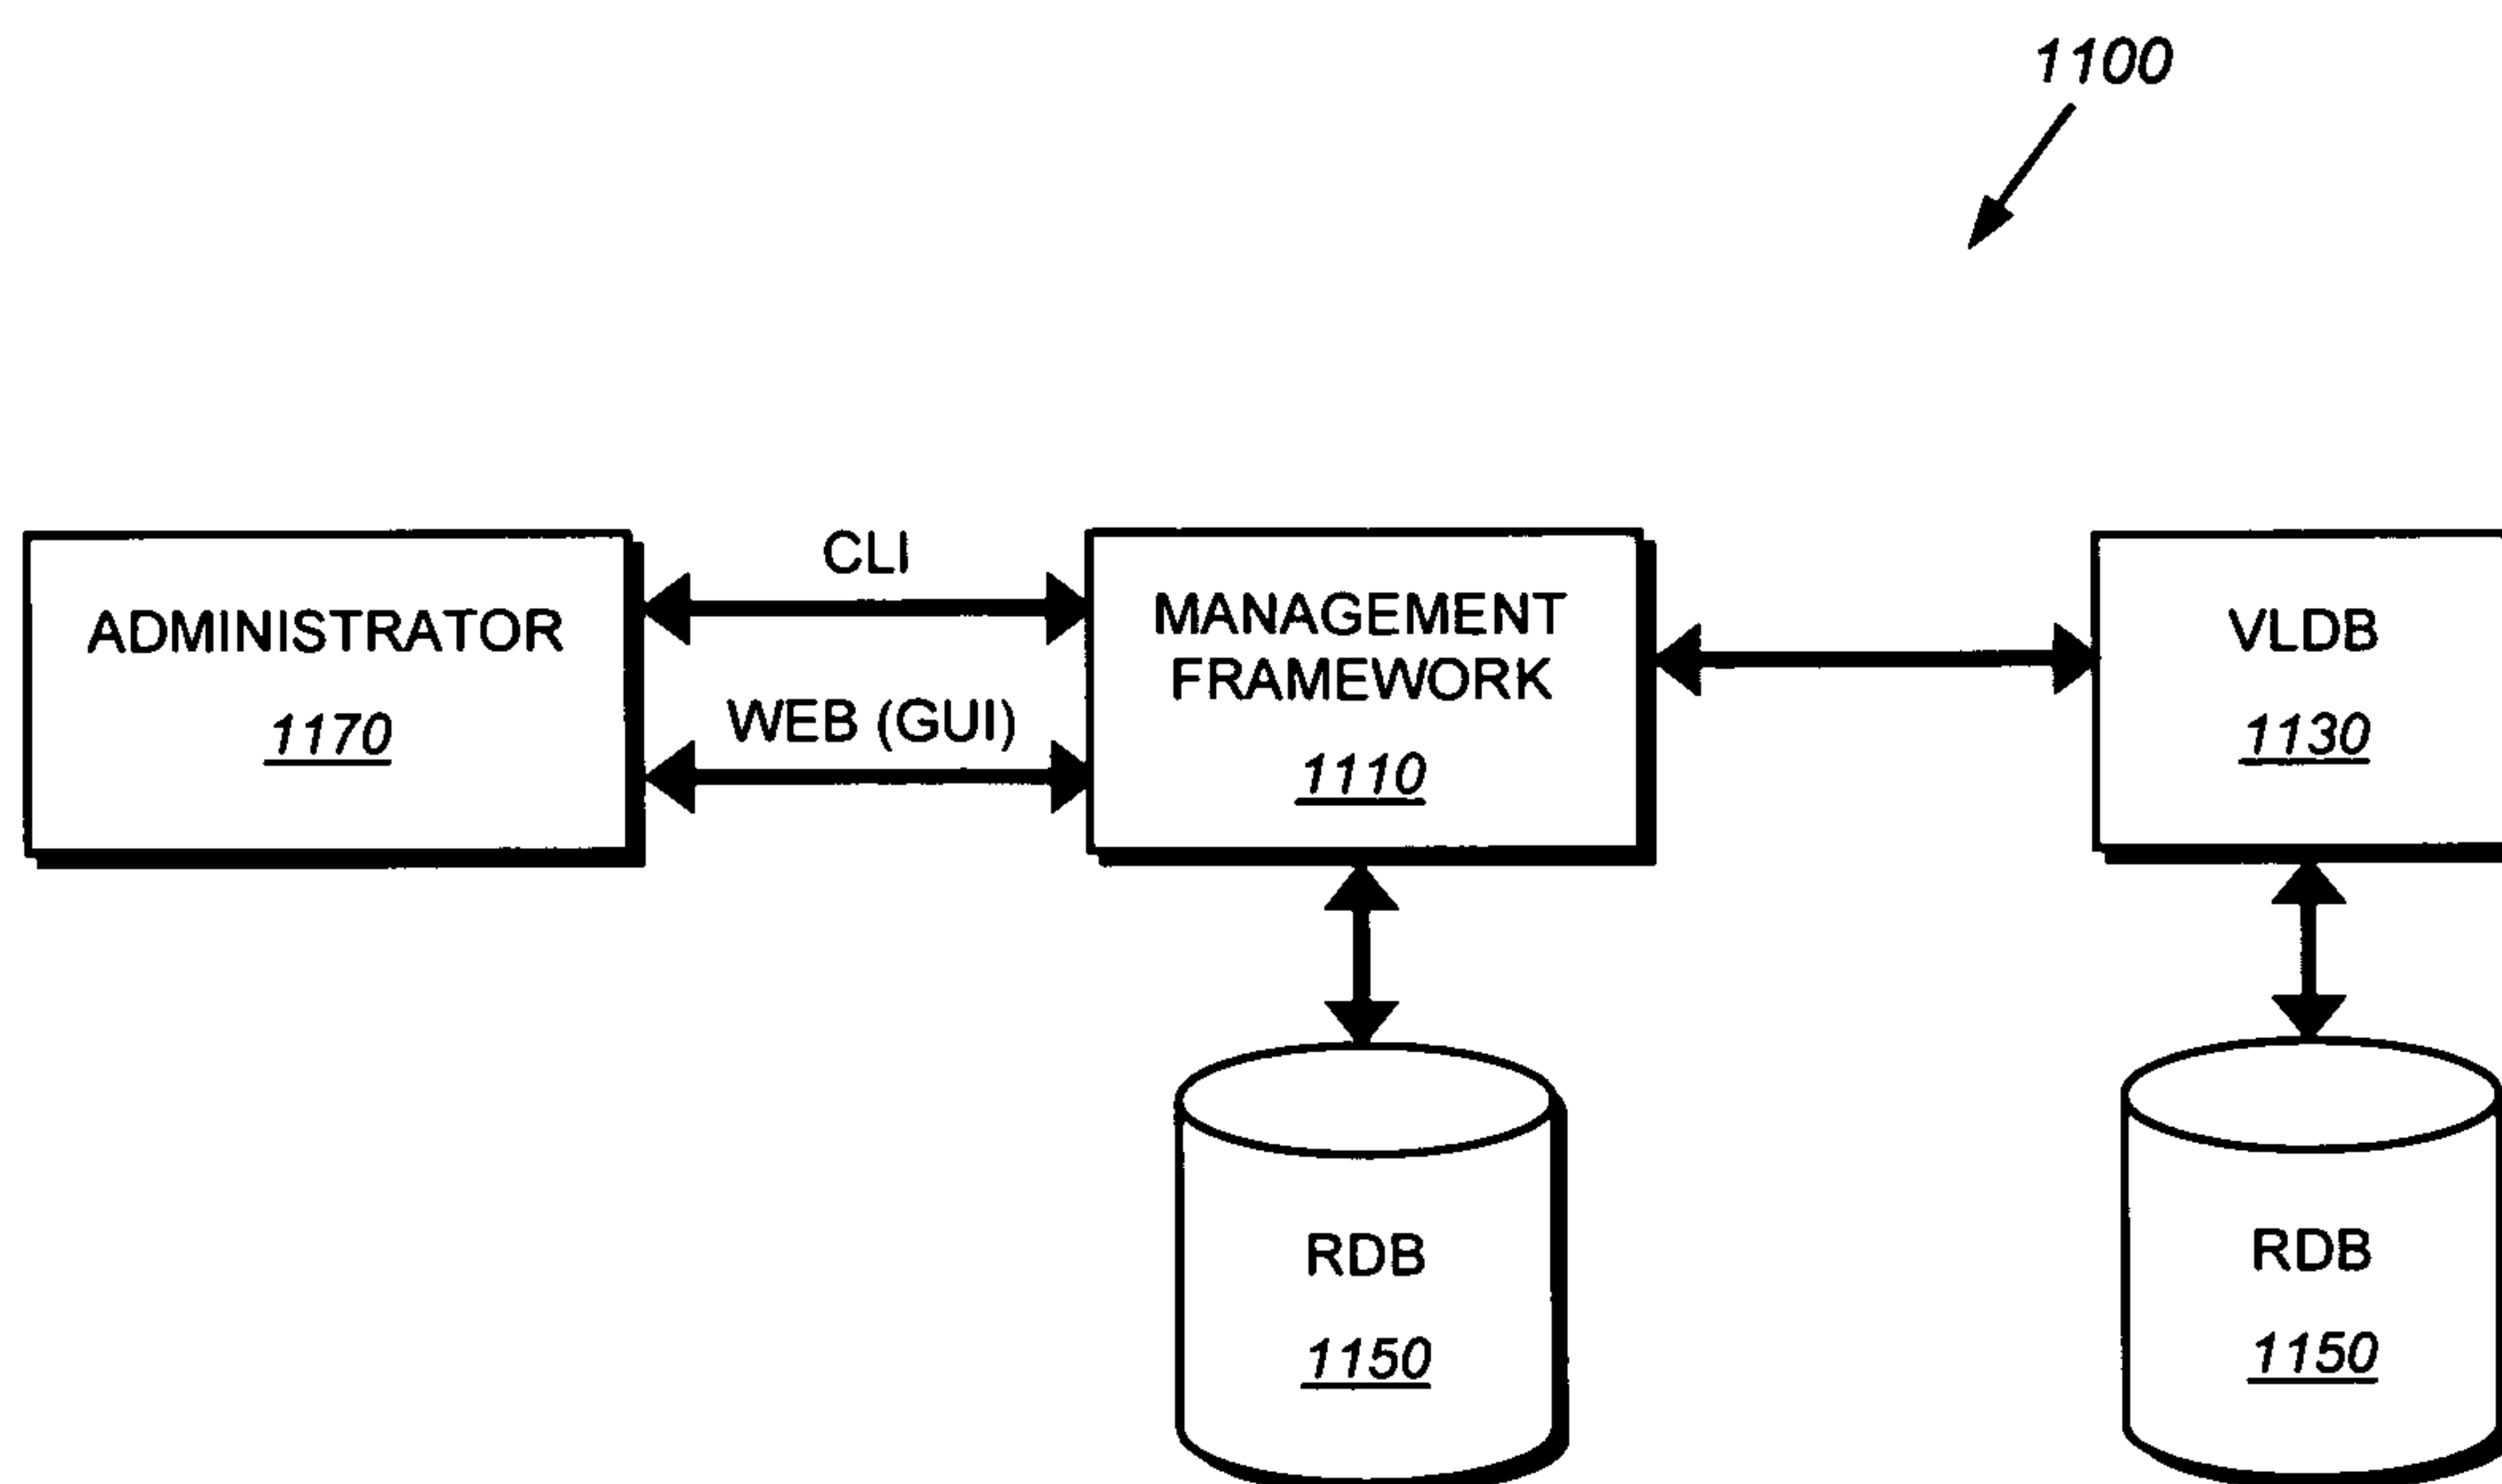 1100
ADMINISTRATOR
1170
CLI
WEB (GUI)
MANAGEMENT
FRAMEWORK
1110
VLDB
1130
RDB
1150
RDB
1150